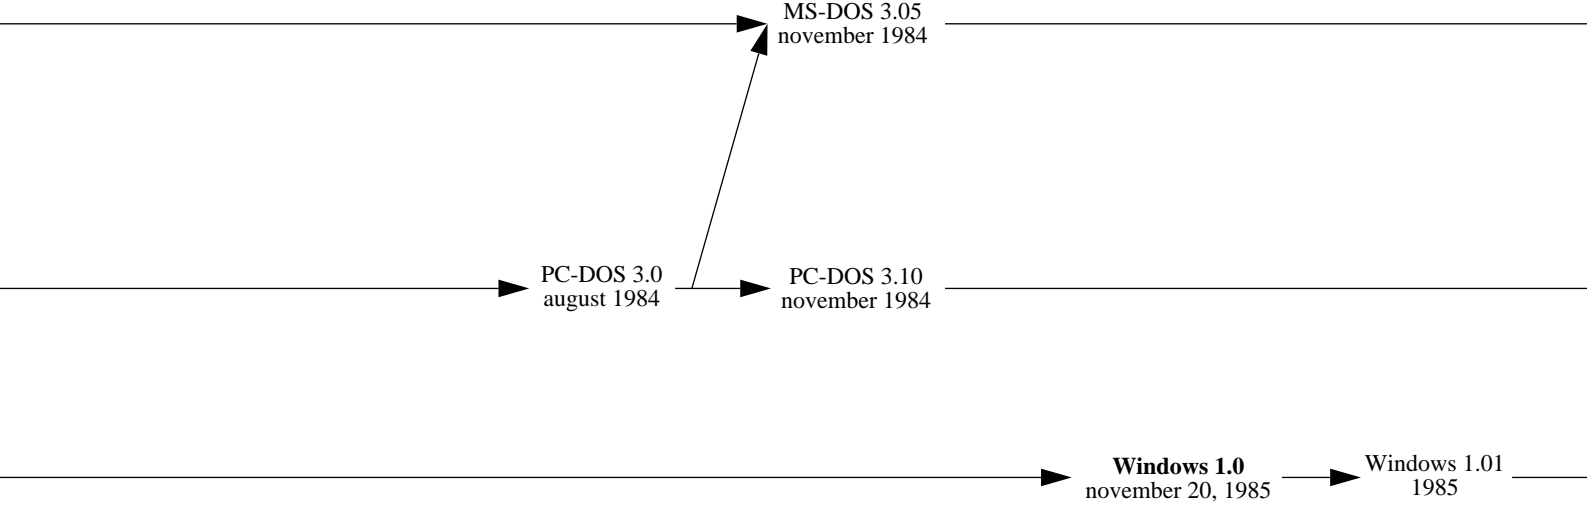 MS-DOS 3.05
november 1984
PC-DOS 3.0
august 1984
PC-DOS 3.10
november 1984
Windows 1.0
november 20, 1985
Windows 1.01
1985